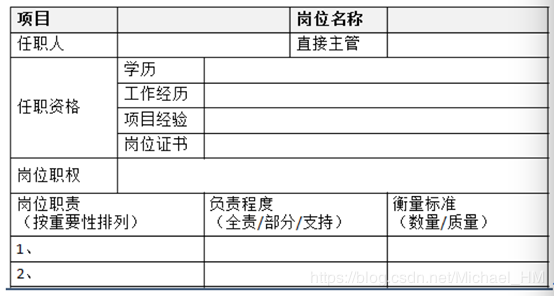 项目 岗位名称
任职人 直接主管
任职资格 学历
工作经历
项目经验
岗位证书
岗位职权
岗位职责 负责程度 衡量标准
（按重要性排列） （全责/部分/支持） （数量/质量）
1、
2、
https://blog.csdn.net/Michael_HM